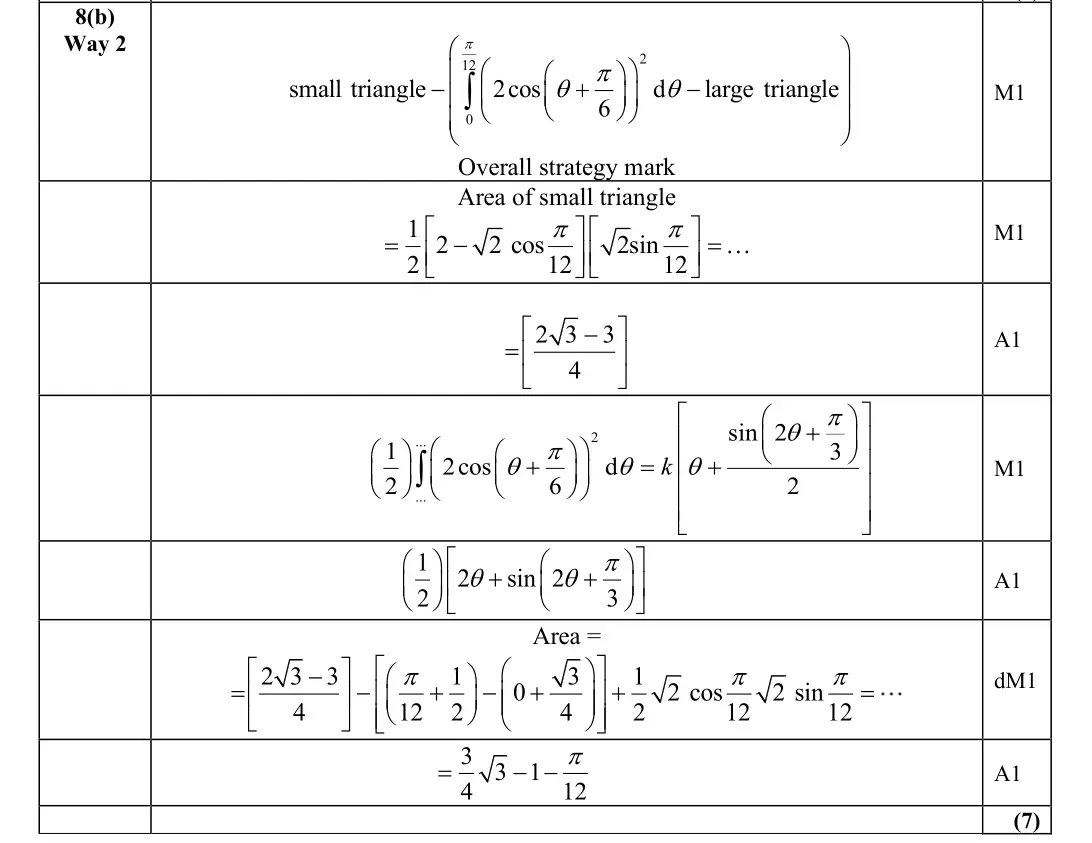 8(b)
Way 2
small triangle − ( ∫₀^(π/12) (2cos(θ + π/6))² dθ − large triangle )
M1
Overall strategy mark
Area of small triangle
= 1/2 [2 − √2 cos π/12][√2sin π/12] = …
M1
= [(2√3 − 3)/4]
A1
(1/2) ∫_…^… (2cos(θ + π/6))² dθ = k[θ + sin(2θ + π/3)/2]
M1
(1/2)[2θ + sin(2θ + π/3)]
A1
Area =
= [(2√3 − 3)/4] − [(π/12 + 1/2) − (0 + √3/4)] + 1/2 √2 cos π/12 √2 sin π/12 = ⋯
dM1
= 3/4 √3 − 1 − π/12
A1
(7)